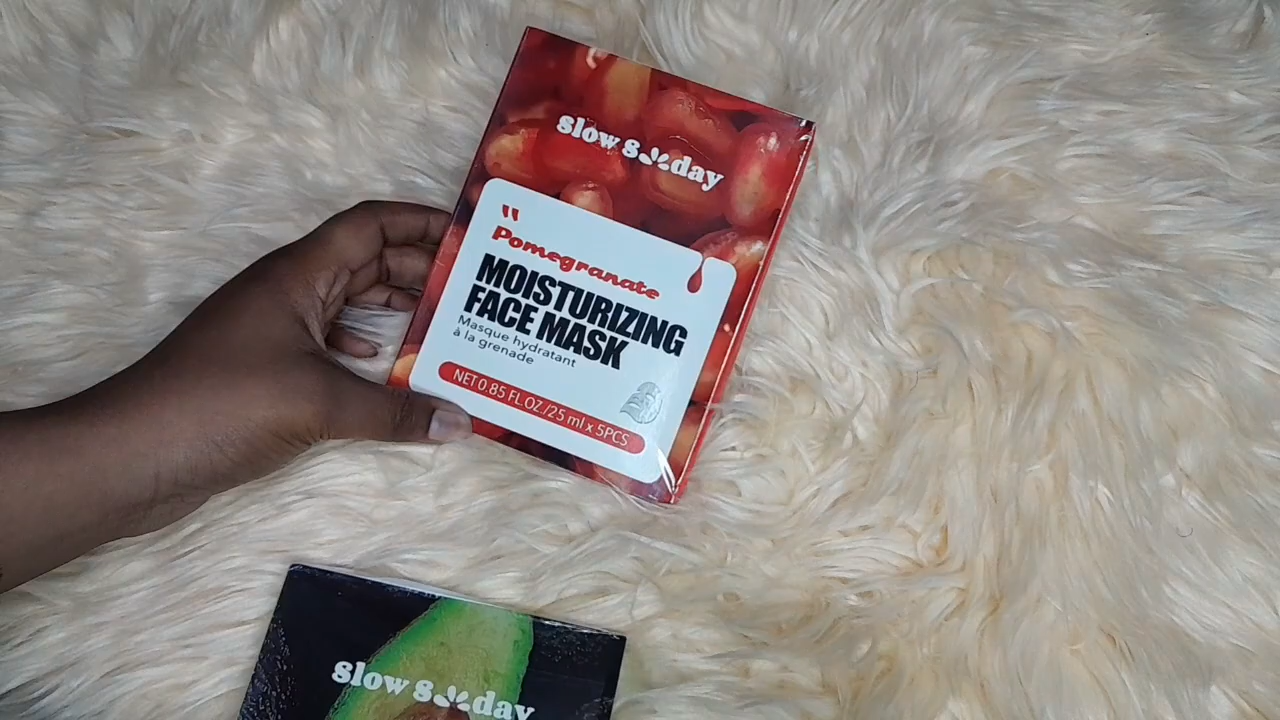 slow sunday
Pomegranate
MOISTURIZING
FACE MASK
Masque hydratant
à la grenade
NET 0.85 FL.OZ./25 ml x 5PCS
slow sunday